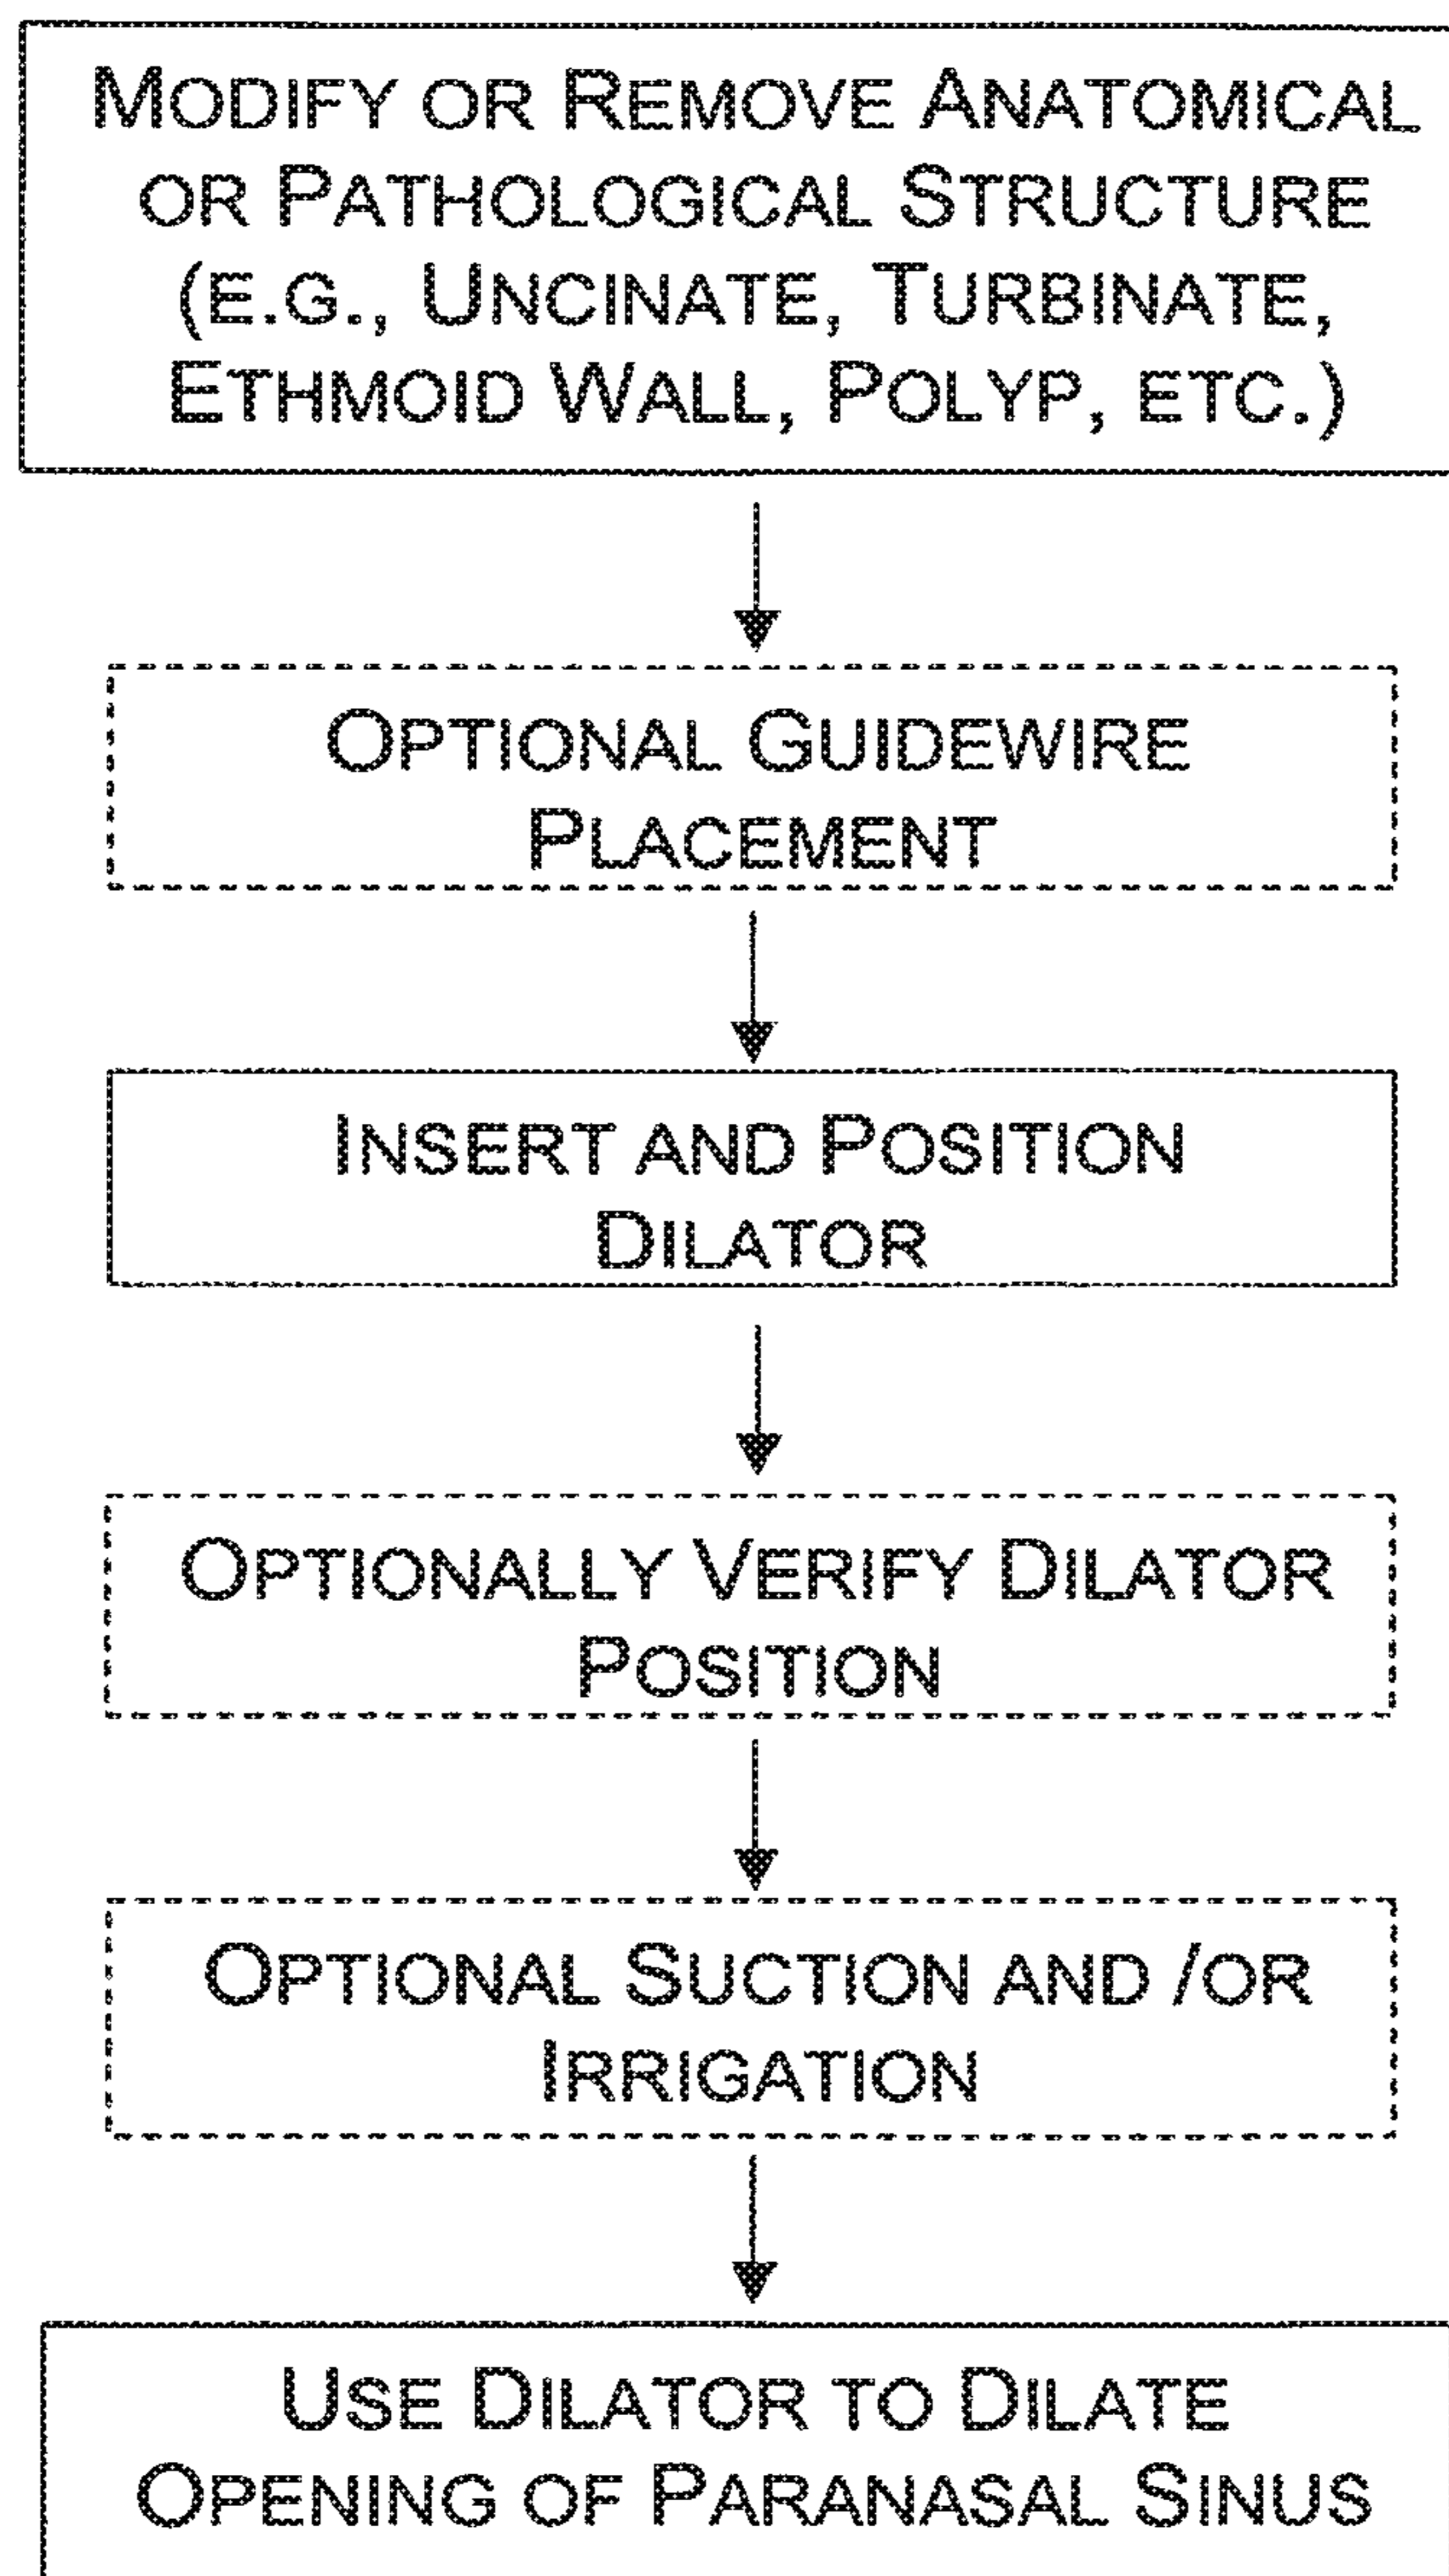 MODIFY OR REMOVE ANATOMICAL
OR PATHOLOGICAL STRUCTURE
(E.G., UNCINATE, TURBINATE,
ETHMOID WALL, POLYP, ETC.)
OPTIONAL GUIDEWIRE
PLACEMENT
INSERT AND POSITION
DILATOR
OPTIONALLY VERIFY DILATOR
POSITION
OPTIONAL SUCTION AND /OR
IRRIGATION
USE DILATOR TO DILATE
OPENING OF PARANASAL SINUS